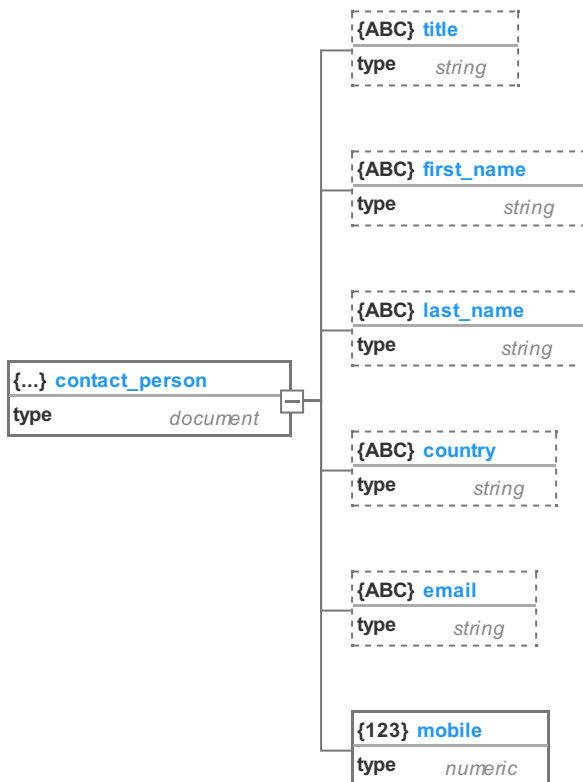 {ABC} title
type string
{ABC} first_name
type string
{ABC} last_name
type string
{...} contact_person
type document
{ABC} country
type string
{ABC} email
type string
{123} mobile
type numeric